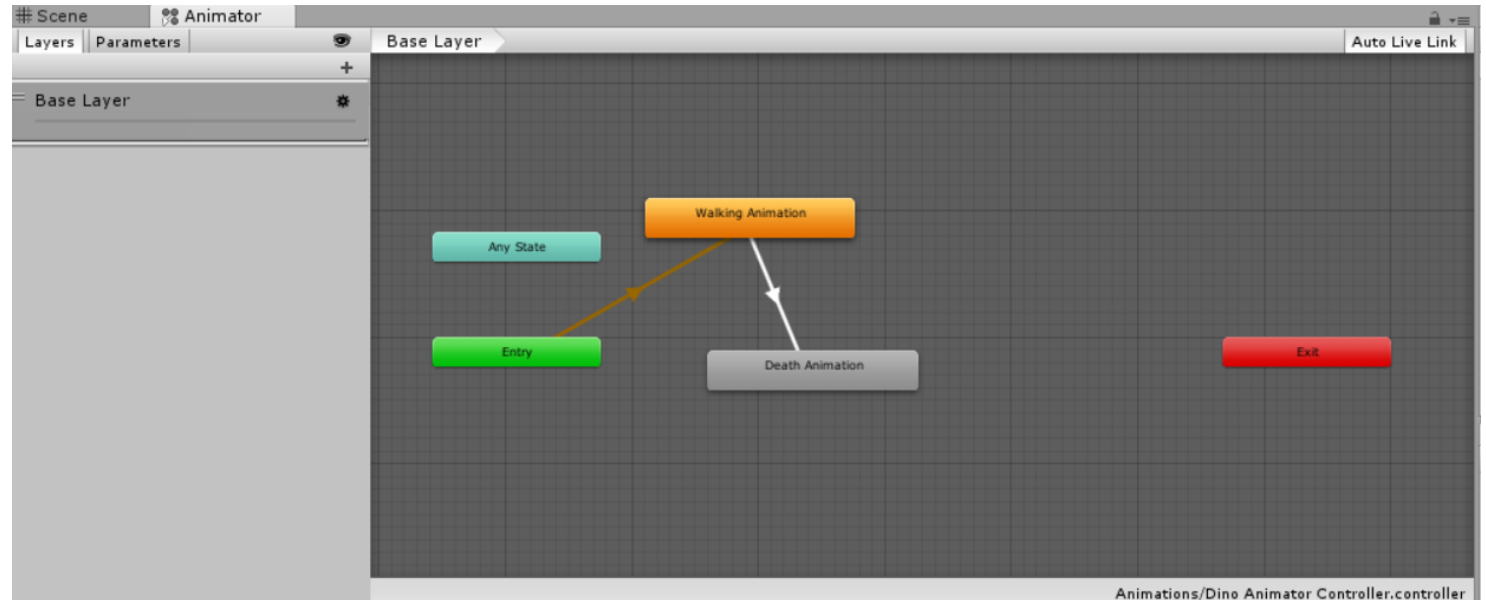 Scene
Animator
Layers
Parameters
Base Layer
Auto Live Link
Base Layer
Walking Animation
Any State
Entry
Death Animation
Exit
Animations/Dino Animator Controller.controller